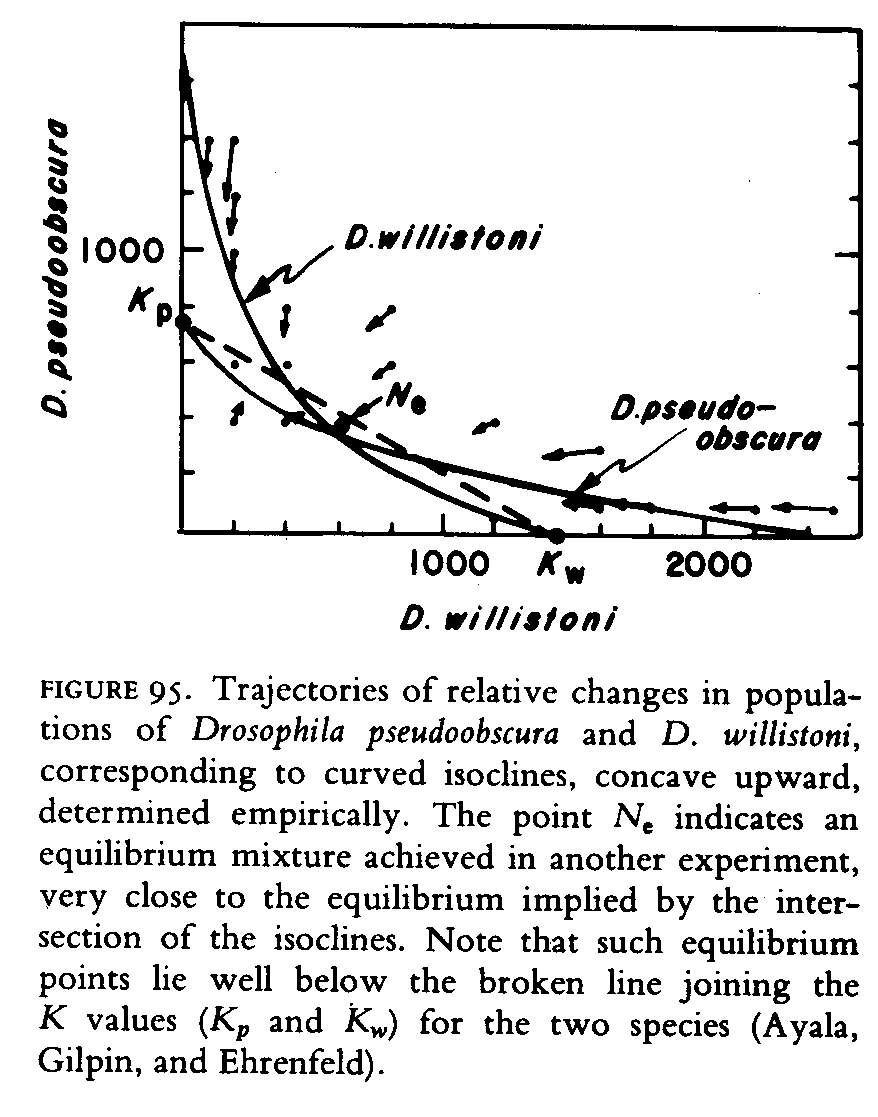 D. pseudoobscura
1000
Kp
D. willistoni
Ne
D. pseudo-
obscura
1000
Kw
2000
D. willistoni
FIGURE 95. Trajectories of relative changes in popula-
tions of Drosophila pseudoobscura and D. willistoni,
corresponding to curved isoclines, concave upward,
determined empirically. The point Ne indicates an
equilibrium mixture achieved in another experiment,
very close to the equilibrium implied by the inter-
section of the isoclines. Note that such equilibrium
points lie well below the broken line joining the
K values (Kp and Kw) for the two species (Ayala,
Gilpin, and Ehrenfeld).